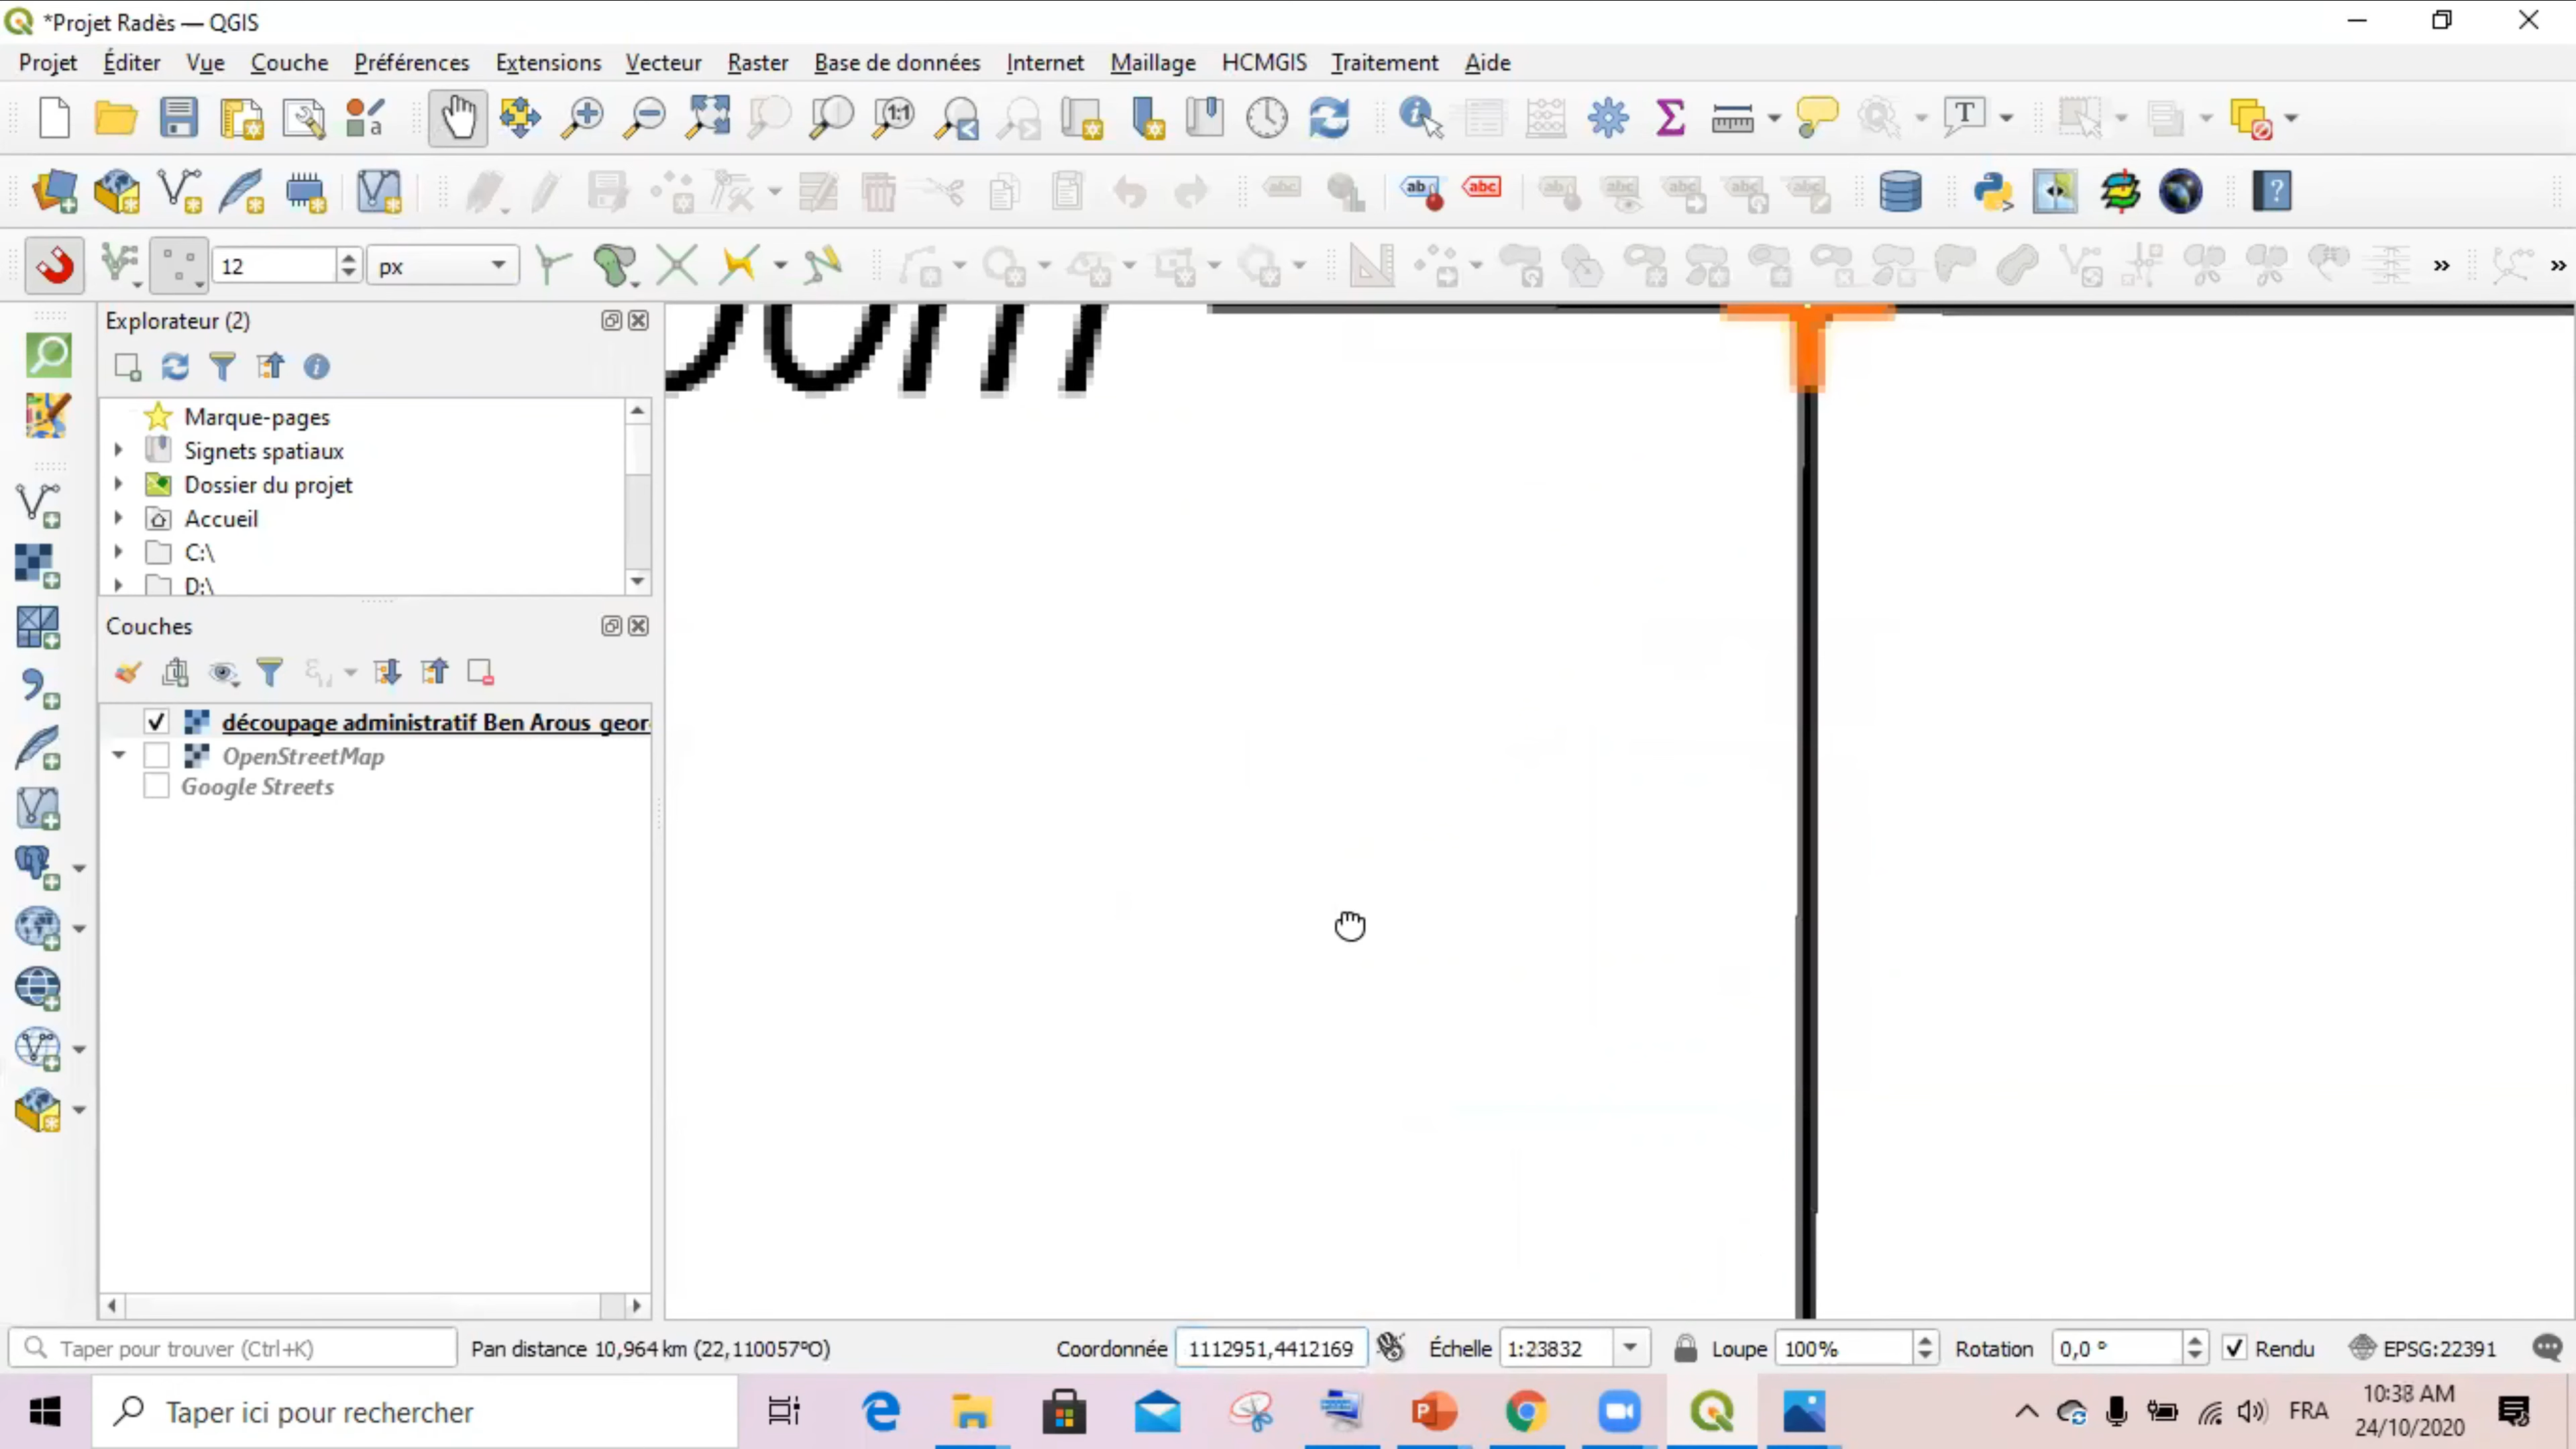 *Projet Radès — QGIS
Projet Éditer Vue Couche Préférences Extensions Vecteur Raster Base de données Internet Maillage HCMGIS Traitement Aide
12 px
Explorateur (2)
Marque-pages
Signets spatiaux
Dossier du projet
Accueil
C:\
D:\
Couches
découpage administratif Ben Arous_geor
OpenStreetMap
Google Streets
Taper pour trouver (Ctrl+K) Pan distance 10,964 km (22,110057°O) Coordonnée 1112951,4412169 Échelle 1:23832 Loupe 100% Rotation 0,0 ° Rendu EPSG:22391
Taper ici pour rechercher
FRA
10:38 AM
24/10/2020